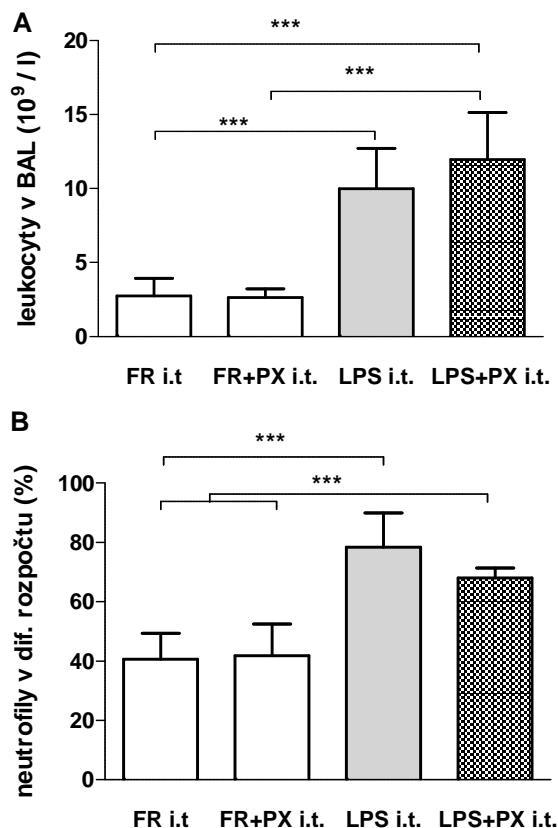 A
leukocyty v BAL (10⁹ / l)
20
15
10
5
0
***
***
***
FR i.t
FR+PX i.t.
LPS i.t.
LPS+PX i.t.
B
neutrofily v dif. rozpočtu (%)
100
80
60
40
20
0
***
***
FR i.t
FR+PX i.t.
LPS i.t.
LPS+PX i.t.